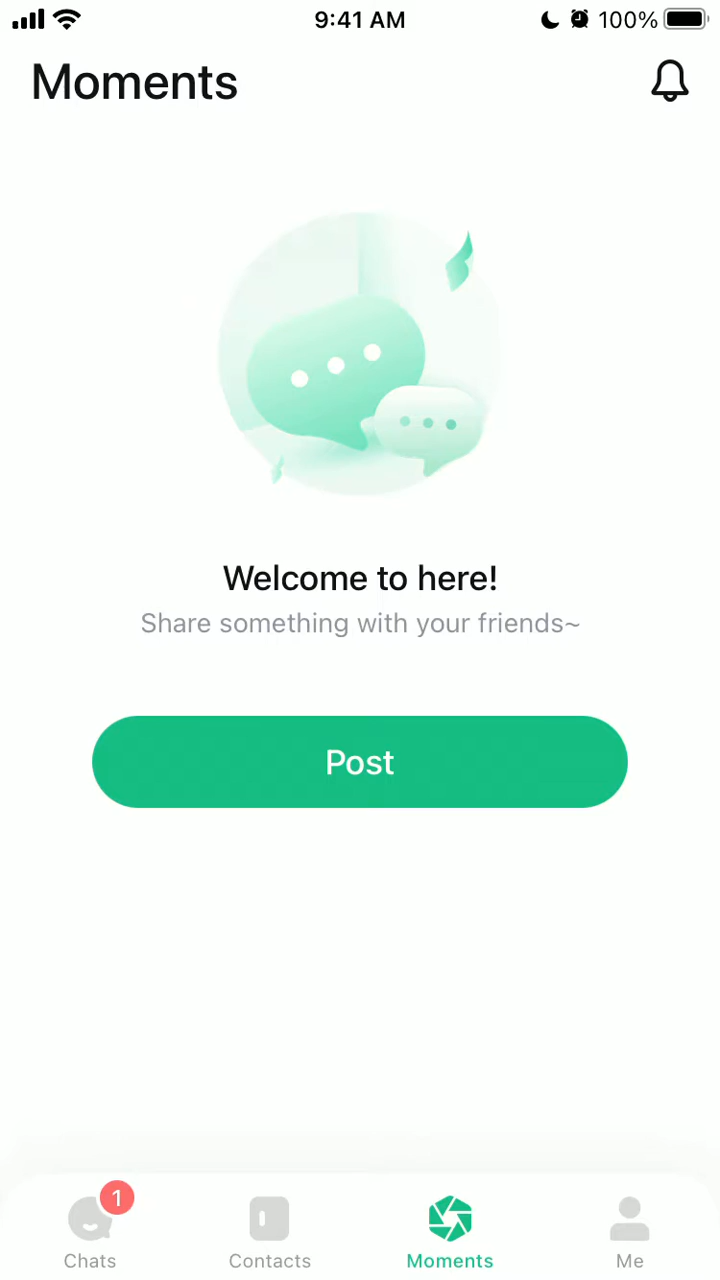 9:41 AM
100%
Moments
Welcome to here!
Share something with your friends~
Post
1
Chats
Contacts
Moments
Me